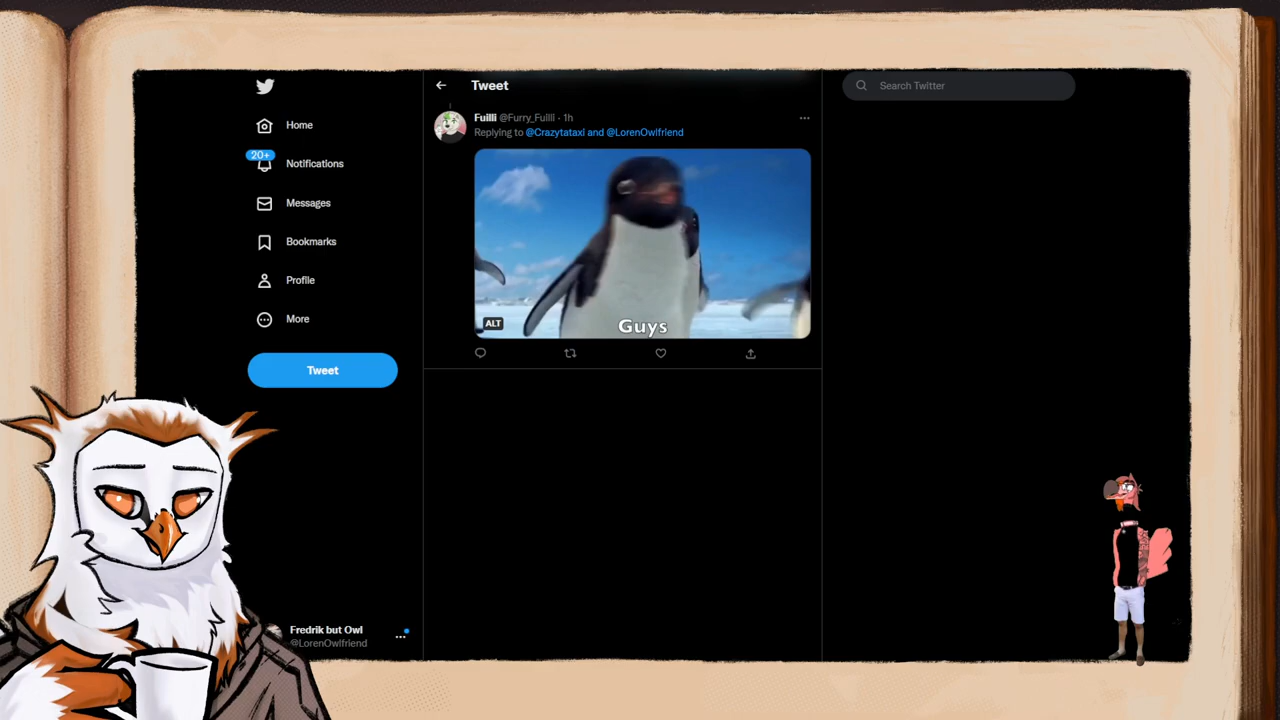 Tweet
Search Twitter
Home
20+
Notifications
Messages
Bookmarks
Profile
More
Tweet
Fuilli @Furry_Fuilli · 1h
Replying to @Crazytataxi and @LorenOwlfriend
ALT
Guys
Fredrik but Owl
@LorenOwlfriend